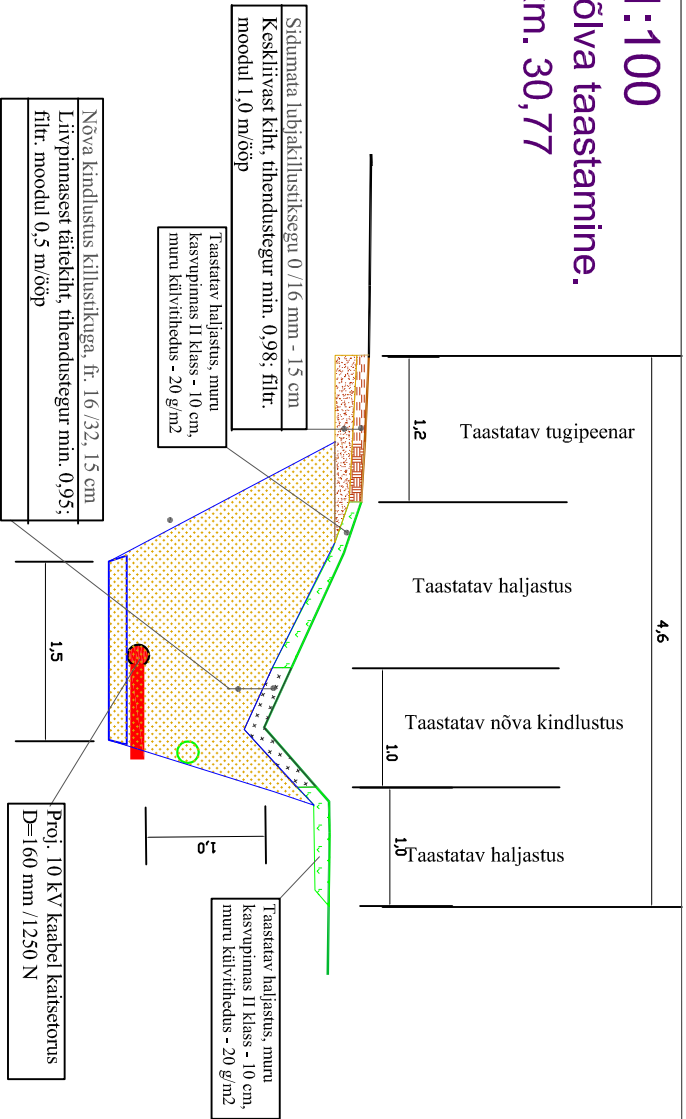 1:100
õlva taastamine.
m. 30,77
Sidumata lubjakillustiksegu 0 /16 mm - 15 cm
Keskliivast kiht, tihendustegur min. 0,98; filtr.
moodul 1,0 m/ööp
Taastatav haljastus, muru
kasvupinnas II klass - 10 cm,
muru külvitihedus - 20 g/m2
Nõva kindlustus killustikuga, fr. 16 /32, 15 cm
Liivpinnasest täitekiht, tihendustegur min. 0,95;
filtr. moodul 0,5 m/ööp
1,2
Taastatav tugipeenar
Taastatav haljastus
4,6
Taastatav nõva kindlustus
1.0
1,0
Taastatav haljastus
1,5
1,0
Proj. 10 kV kaabel kaitsetorus
D=160 mm /1250 N
Taastatav haljastus, muru
kasvupinnas II klass - 10 cm,
muru külvitihedus - 20 g/m2